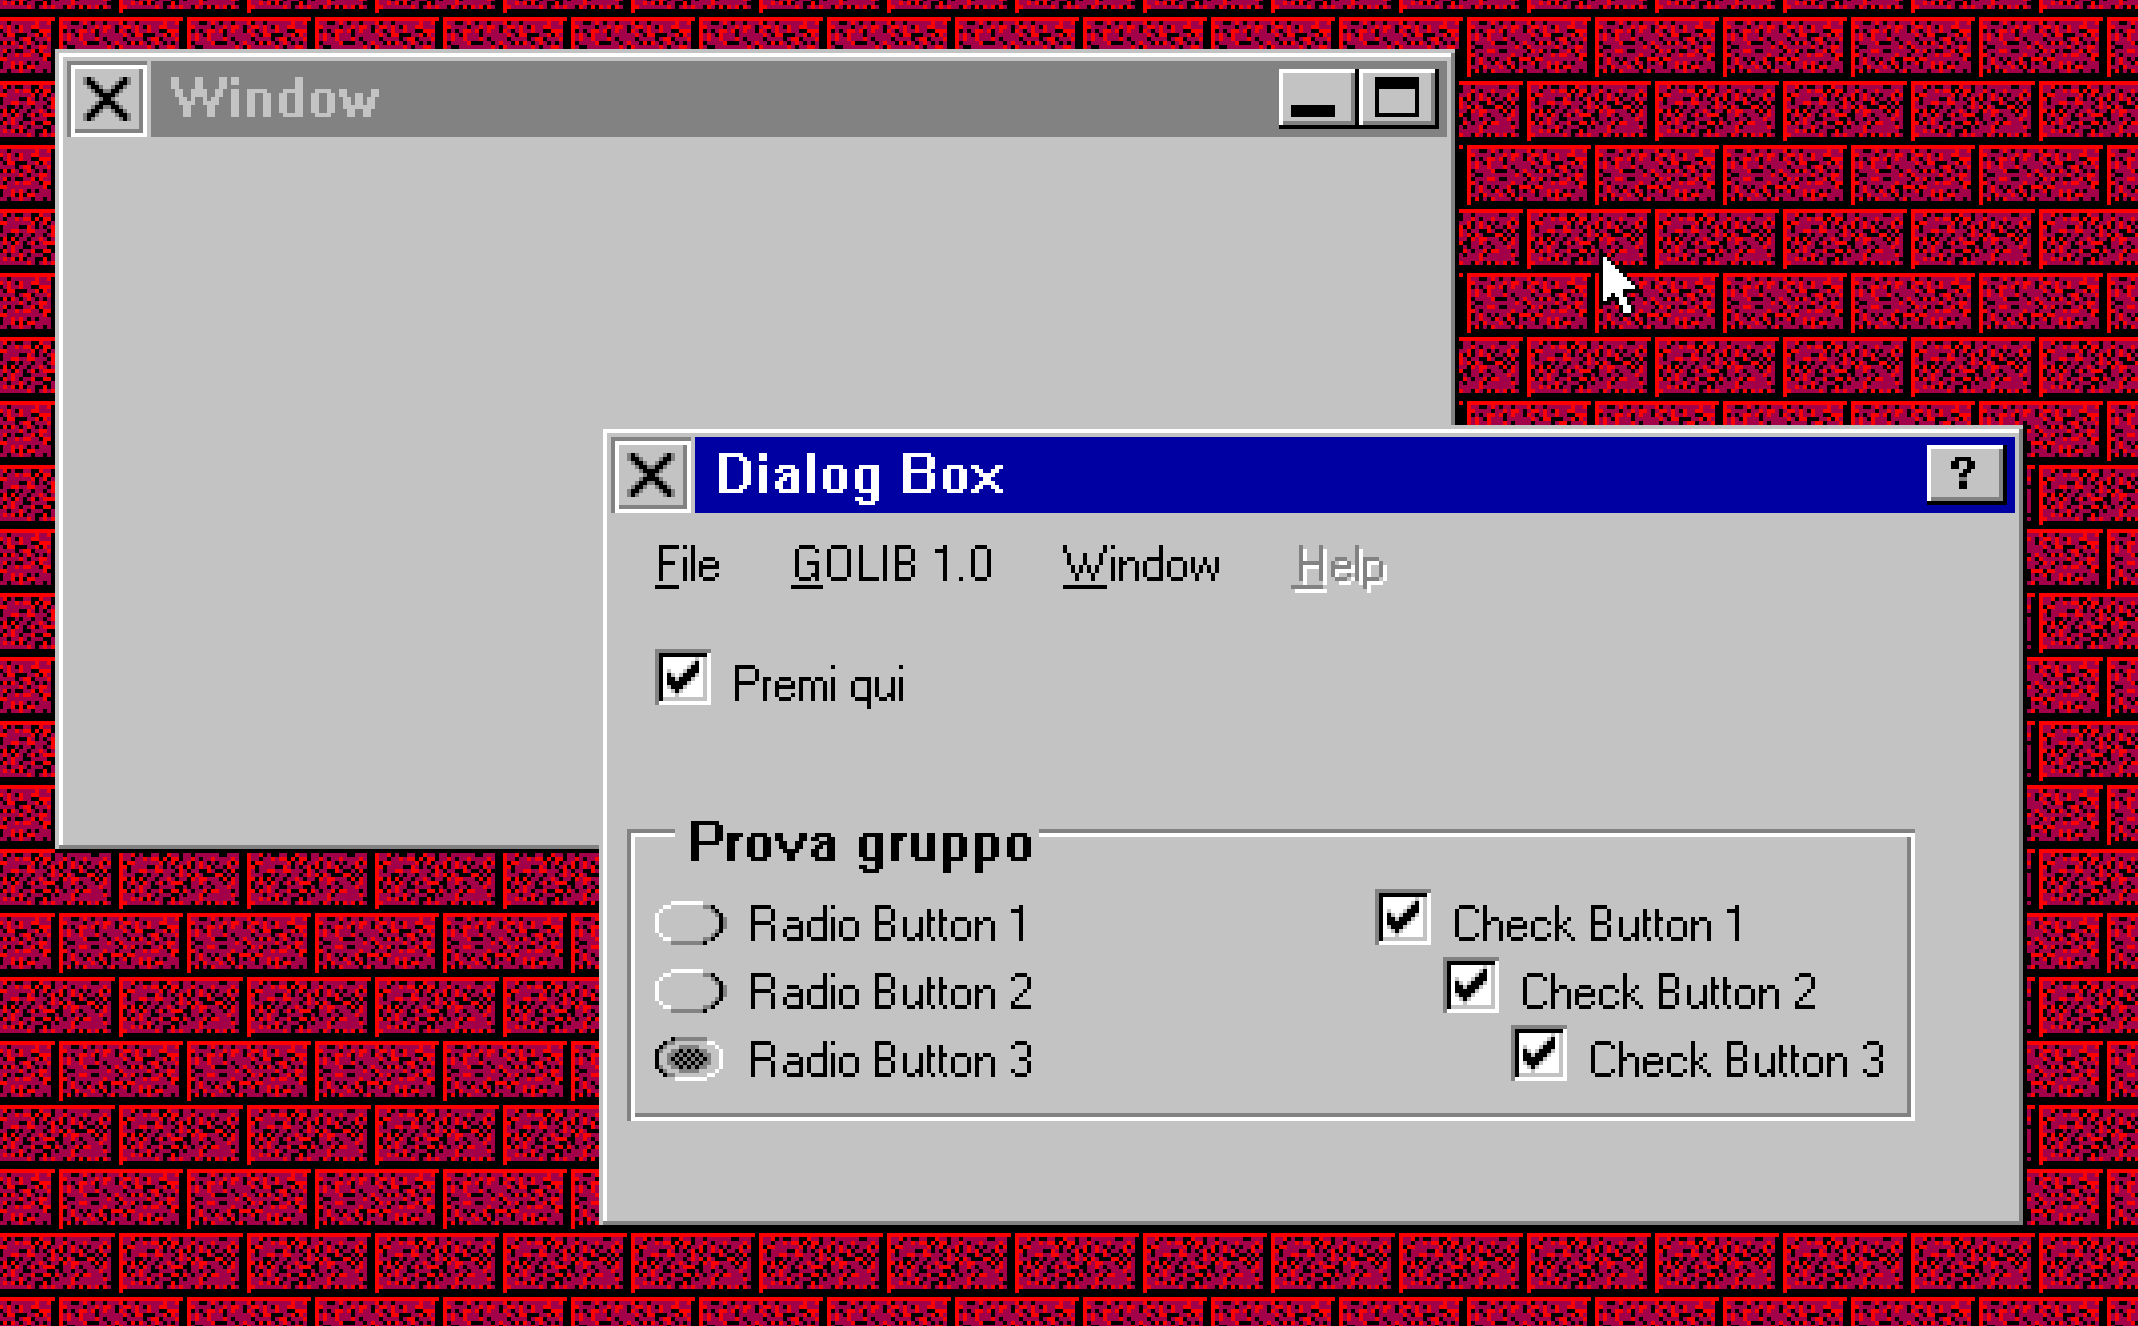 Window
Dialog Box ?
File GOLIB 1.0 Window Help
Premi qui
Prova gruppo
Radio Button 1 Check Button 1
Radio Button 2 Check Button 2
Radio Button 3 Check Button 3